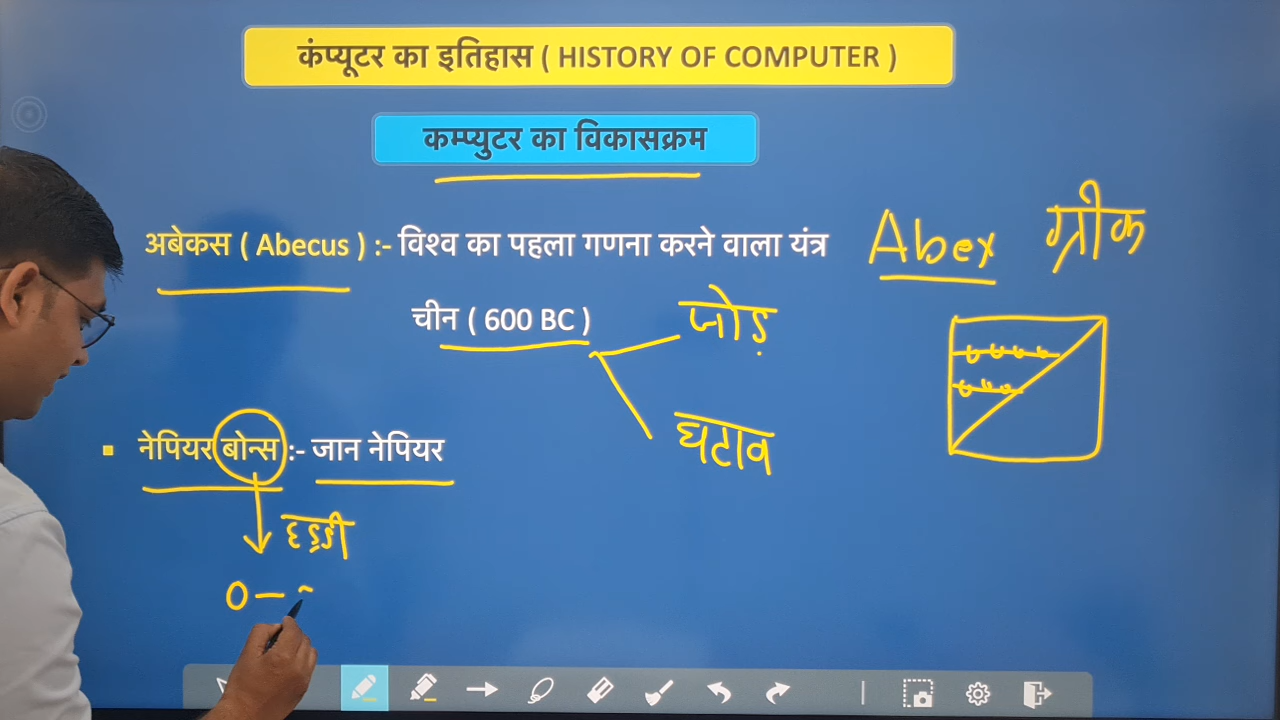 कंप्यूटर का इतिहास ( HISTORY OF COMPUTER )
कम्प्युटर का विकासक्रम
अबेकस ( Abecus ) :- विश्व का पहला गणना करने वाला यंत्र Abex ग्रीक
चीन ( 600 BC ) जोड़
घटाव
नेपियर बोन्स :- जान नेपियर
हड्डी
0 –